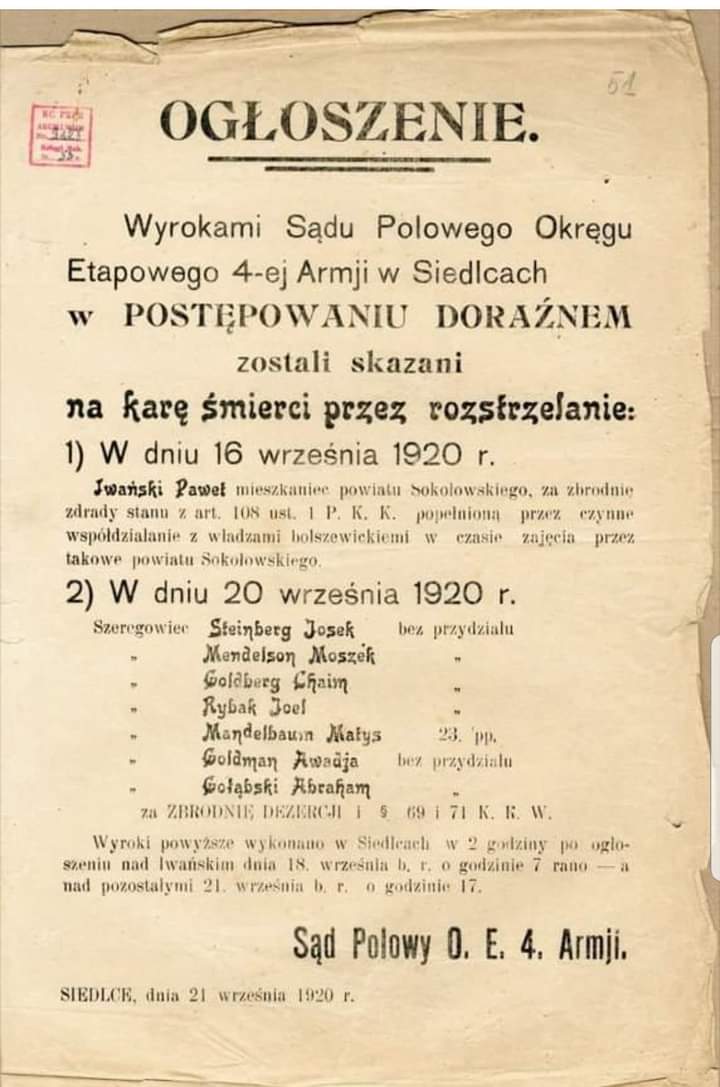 51
OGŁOSZENIE.
Wyrokami Sądu Polowego Okręgu
Etapowego 4-ej Armji w Siedlcach
w POSTĘPOWANIU DORAŹNEM
zostali skazani
na karę śmierci przez rozstrzelanie:
1) W dniu 16 września 1920 r.
Iwański Paweł mieszkaniec powiatu Sokołowskiego, za zbrodnię
zdrady stanu z art. 108 ust. 1 P. K. K. popełnioną przez czynne
współdziałanie z władzami bolszewickiemi w czasie zajęcia przez
takowe powiatu Sokołowskiego.
2) W dniu 20 września 1920 r.
Szeregowiec Steinberg Josek bez przydziału
„ Mendelson Moszek „
„ Goldberg Chaim „
„ Rybak Joel „
„ Mandelbaum Matys 23. pp.
„ Goldman Awadja bez przydziału
„ Gołąbski Abraham „
za ZBRODNIĘ DEZERCJI i § 69 i 71 K. K. W.
Wyroki powyższe wykonano w Siedlcach w 2 godziny po ogło-
szeniu nad Iwańskim dnia 18. września b. r. o godzinie 7 rano — a
nad pozostałymi 21. września b. r. o godzinie 17.
Sąd Polowy O. E. 4. Armji.
SIEDLCE, dnia 21 września 1920 r.